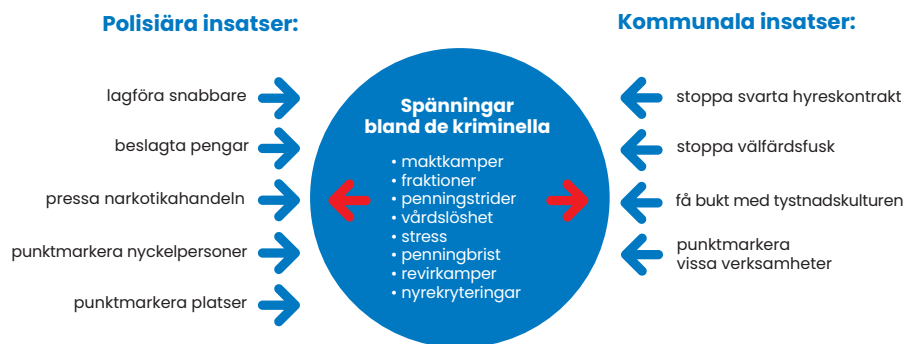 Polisiära insatser:
lagföra snabbare
beslagta pengar
pressa narkotikahandeln
punktmarkera nyckelpersoner
punktmarkera platser
Spänningar
bland de kriminella
• maktkamper
• fraktioner
• penningstrider
• vårdslöshet
• stress
• penningbrist
• revirkamper
• nyrekryteringar
Kommunala insatser:
stoppa svarta hyreskontrakt
stoppa välfärdsfusk
få bukt med tystnadskulturen
punktmarkera
vissa verksamheter